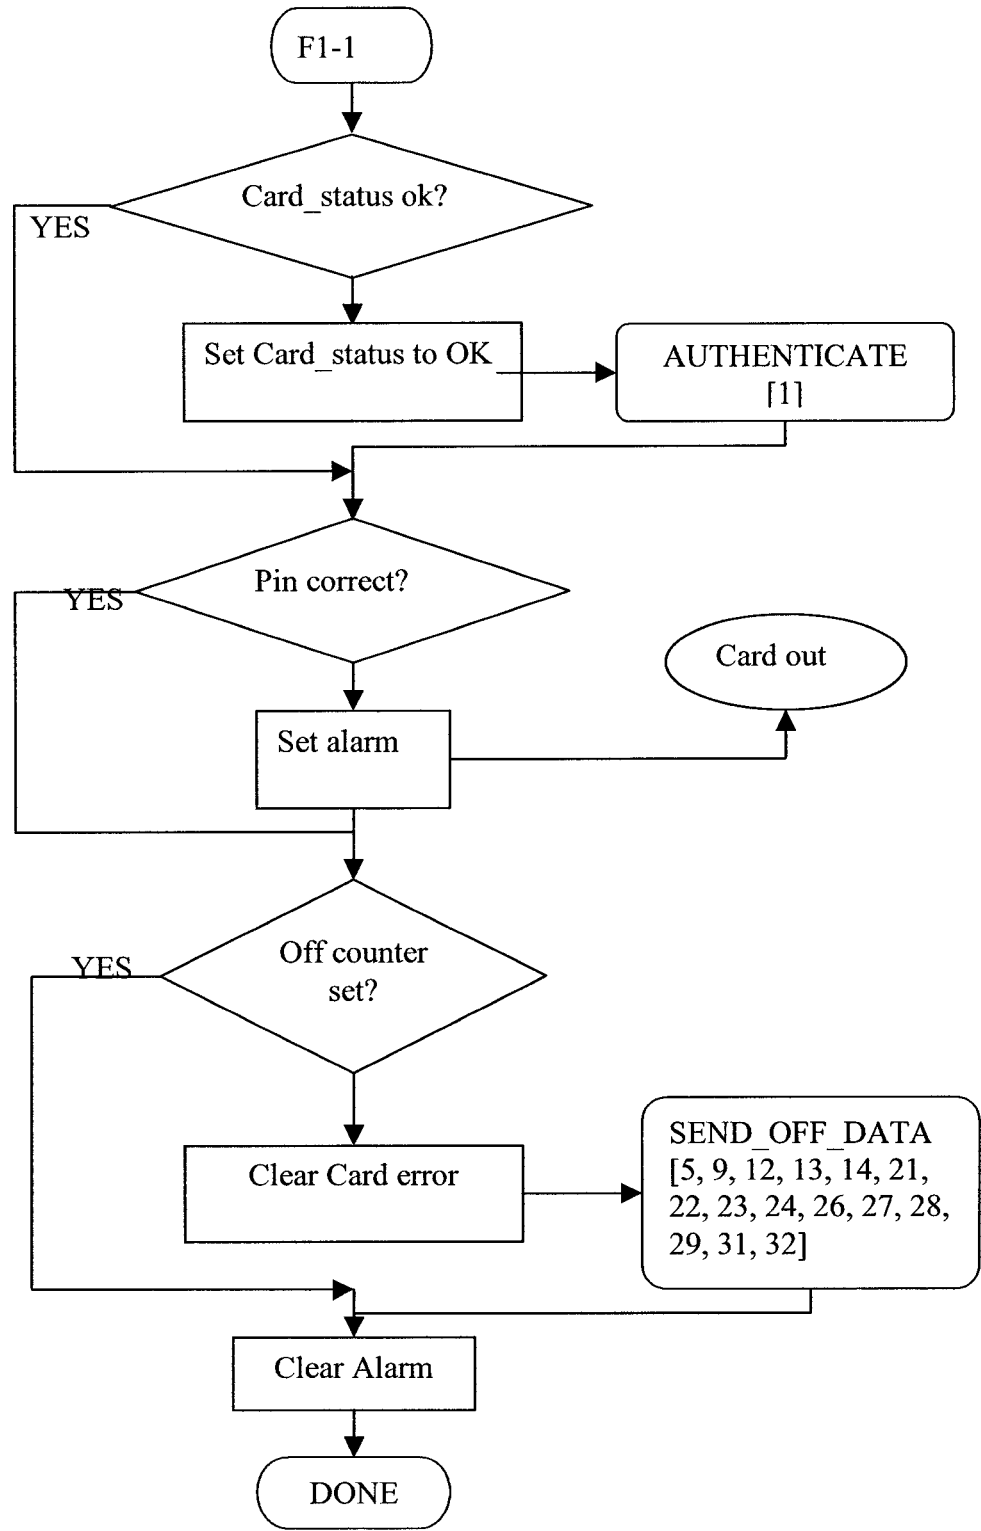 F1-1
Card_status ok?
YES
Set Card_status to OK
AUTHENTICATE
[1]
Pin correct?
YES
Card out
Set alarm
Off counter
set?
YES
SEND_OFF_DATA
[5, 9, 12, 13, 14, 21,
22, 23, 24, 26, 27, 28,
29, 31, 32]
Clear Card error
Clear Alarm
DONE